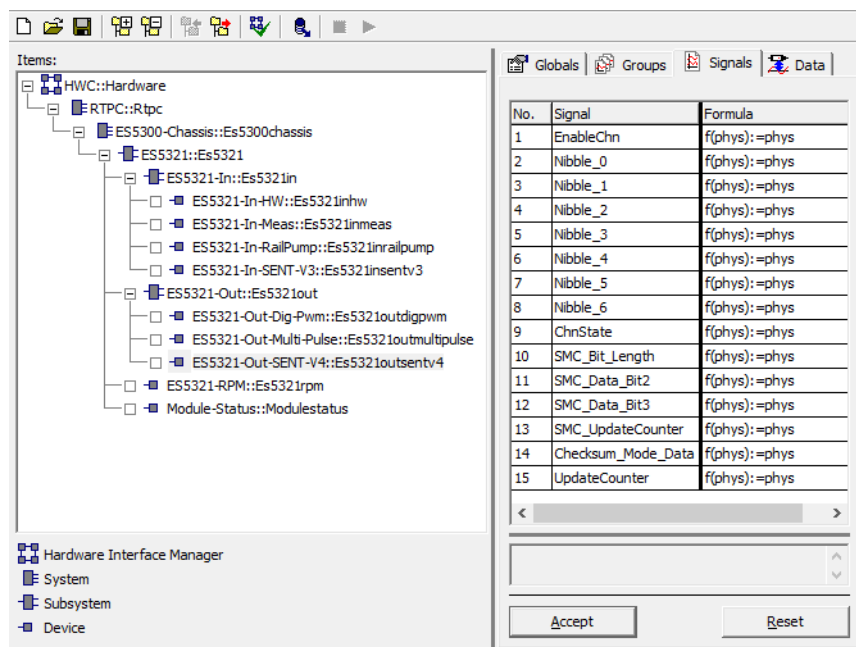 Items:
HWC::Hardware
RTPC::Rtpc
ES5300-Chassis::Es5300chassis
ES5321::Es5321
ES5321-In::Es5321in
ES5321-In-HW::Es5321inhw
ES5321-In-Meas::Es5321inmeas
ES5321-In-RailPump::Es5321inrailpump
ES5321-In-SENT-V3::Es5321insentv3
ES5321-Out::Es5321out
ES5321-Out-Dig-Pwm::Es5321outdigpwm
ES5321-Out-Multi-Pulse::Es5321outmultipulse
ES5321-Out-SENT-V4::Es5321outsentv4
ES5321-RPM::Es5321rpm
Module-Status::Modulestatus
Hardware Interface Manager
System
Subsystem
Device
Globals Groups Signals Data
No. Signal Formula
1 EnableChn f(phys):=phys
2 Nibble_0 f(phys):=phys
3 Nibble_1 f(phys):=phys
4 Nibble_2 f(phys):=phys
5 Nibble_3 f(phys):=phys
6 Nibble_4 f(phys):=phys
7 Nibble_5 f(phys):=phys
8 Nibble_6 f(phys):=phys
9 ChnState f(phys):=phys
10 SMC_Bit_Length f(phys):=phys
11 SMC_Data_Bit2 f(phys):=phys
12 SMC_Data_Bit3 f(phys):=phys
13 SMC_UpdateCounter f(phys):=phys
14 Checksum_Mode_Data f(phys):=phys
15 UpdateCounter f(phys):=phys
Accept Reset